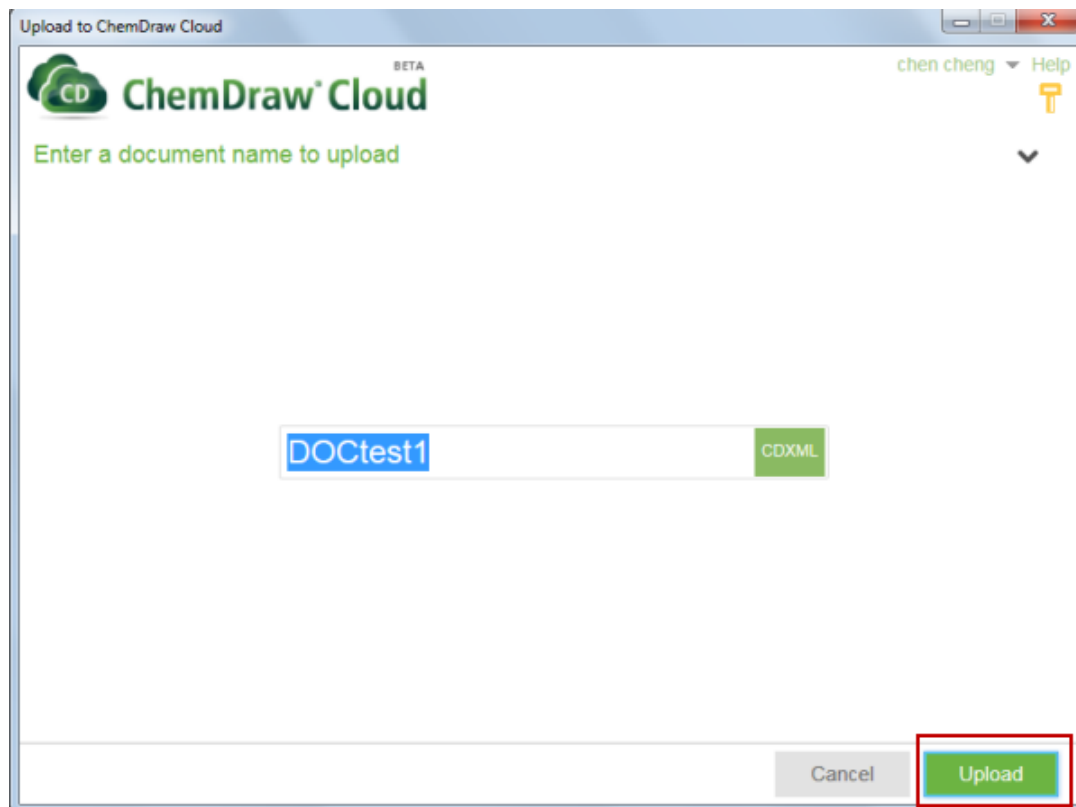 Upload to ChemDraw Cloud
CD
BETA
ChemDraw® Cloud
chen cheng Help
Enter a document name to upload
DOCtest1 CDXML
Cancel Upload